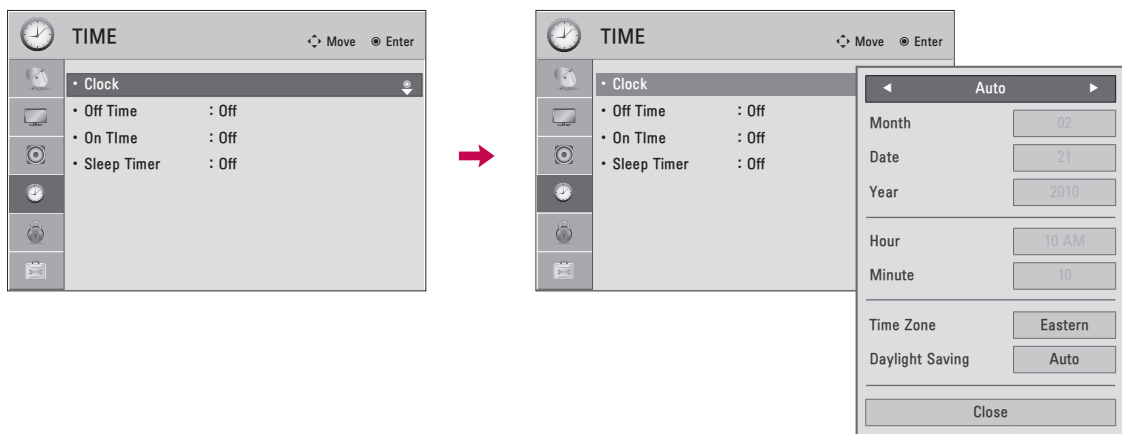 TIME
Move Enter
• Clock
• Off Time : Off
• On TIme : Off
• Sleep Timer : Off
TIME
Move Enter
• Clock
• Off Time : Off
• On TIme : Off
• Sleep Timer : Off
◄ Auto ►
Month 02
Date 21
Year 2010
Hour 10 AM
Minute 10
Time Zone Eastern
Daylight Saving Auto
Close